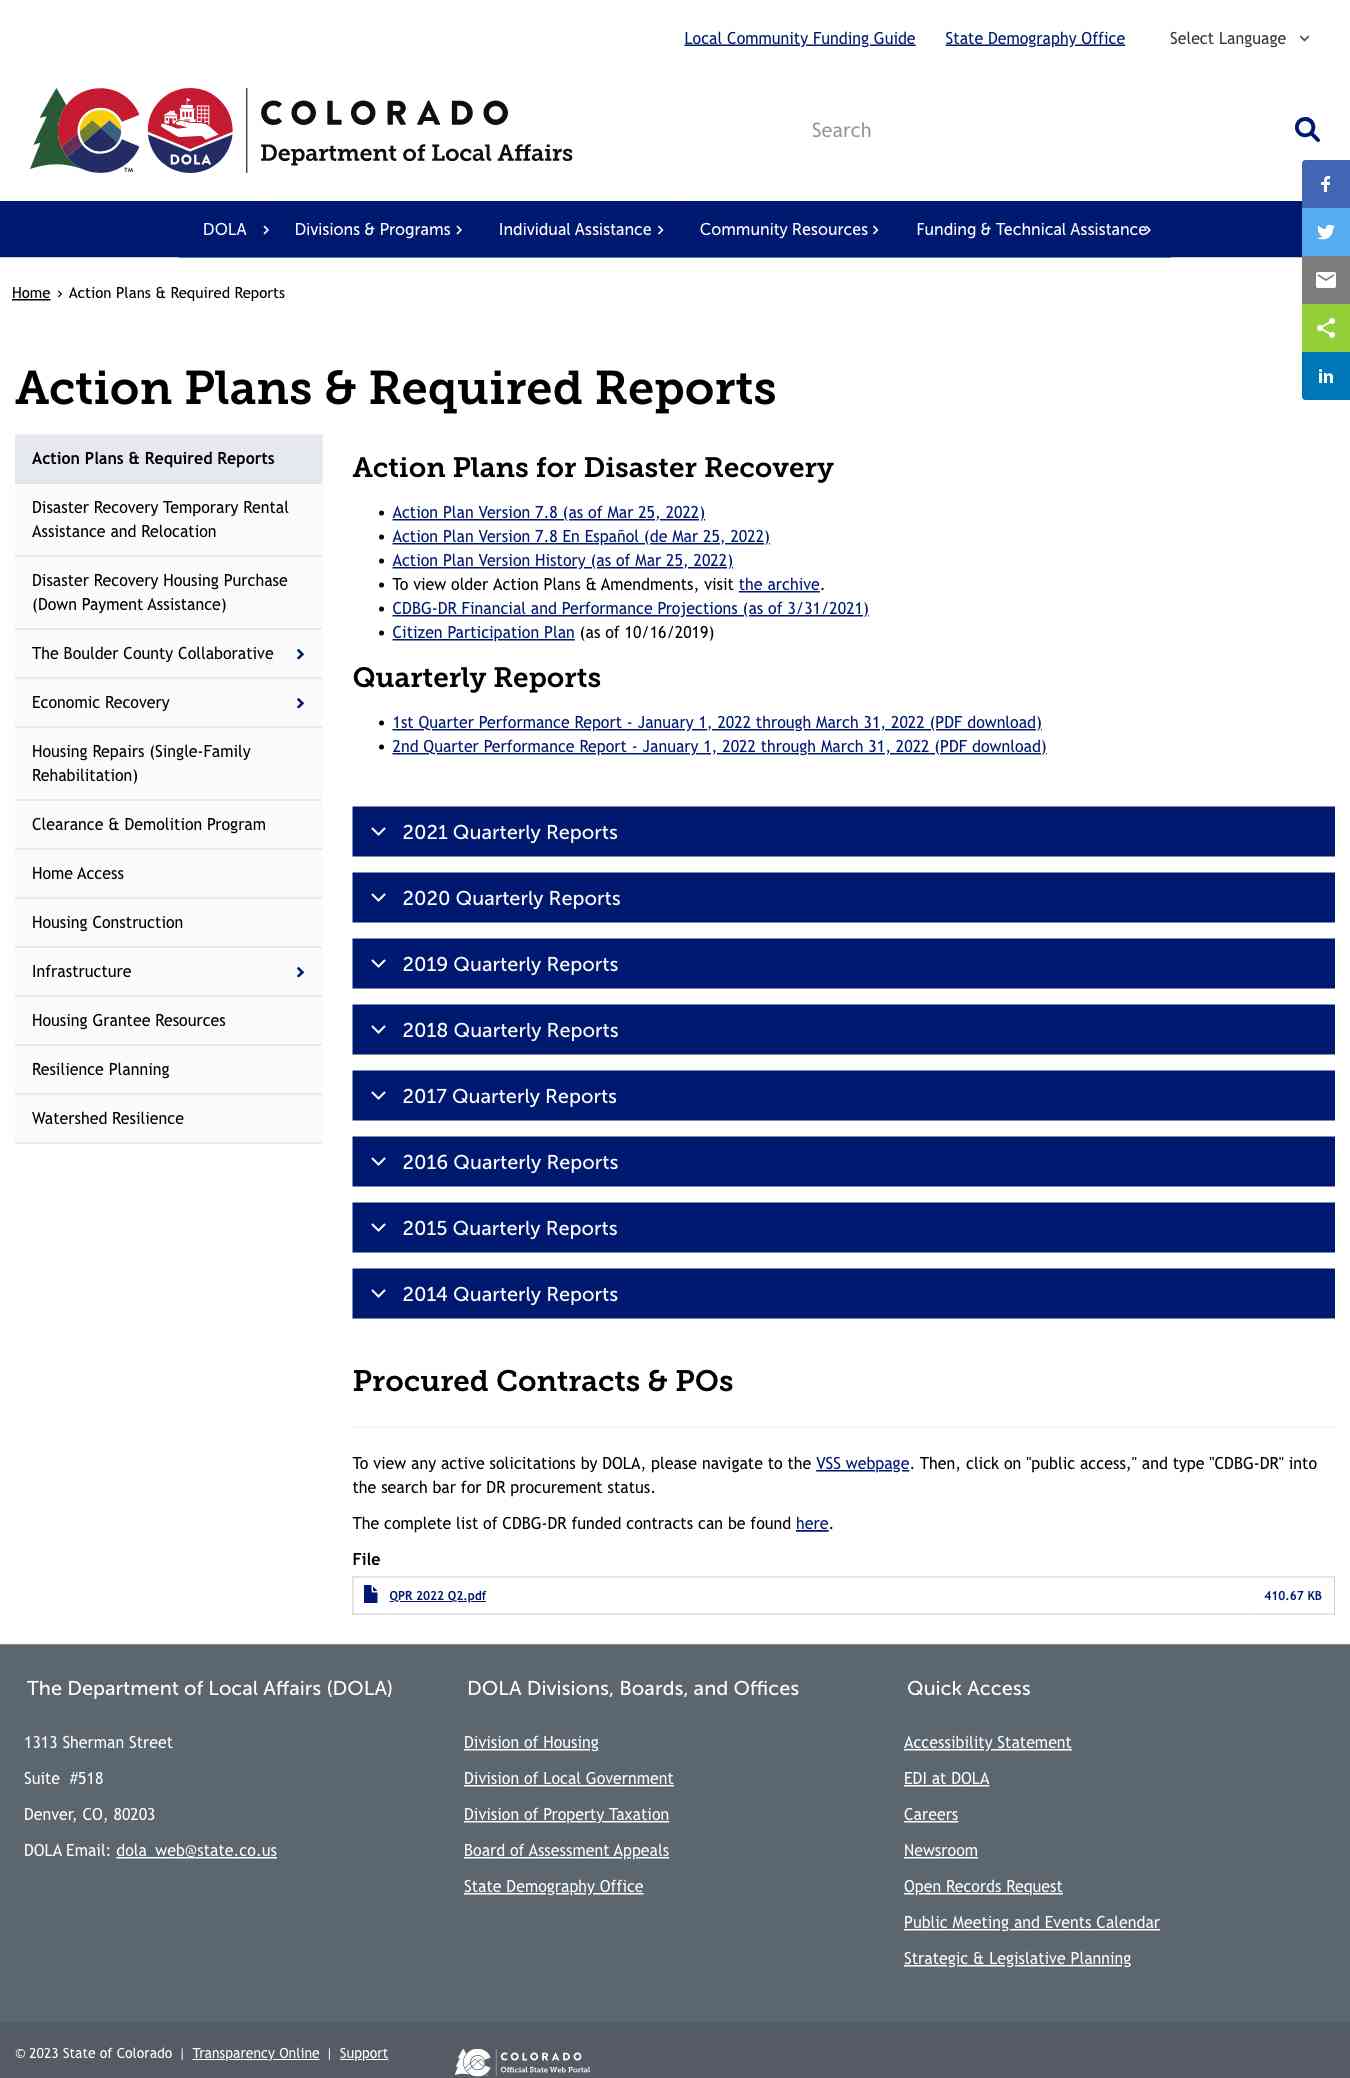 Local Community Funding Guide State Demography Office Select Language
COLORADO
Department of Local Affairs
DOLA
TM
Search
DOLA Divisions & Programs Individual Assistance Community Resources Funding & Technical Assistance
Home › Action Plans & Required Reports
Action Plans & Required Reports
Action Plans & Required Reports
Disaster Recovery Temporary Rental
Assistance and Relocation
Disaster Recovery Housing Purchase
(Down Payment Assistance)
The Boulder County Collaborative
Economic Recovery
Housing Repairs (Single-Family
Rehabilitation)
Clearance & Demolition Program
Home Access
Housing Construction
Infrastructure
Housing Grantee Resources
Resilience Planning
Watershed Resilience
Action Plans for Disaster Recovery
• Action Plan Version 7.8 (as of Mar 25, 2022)
• Action Plan Version 7.8 En Español (de Mar 25, 2022)
• Action Plan Version History (as of Mar 25, 2022)
• To view older Action Plans & Amendments, visit the archive.
• CDBG-DR Financial and Performance Projections (as of 3/31/2021)
• Citizen Participation Plan (as of 10/16/2019)
Quarterly Reports
• 1st Quarter Performance Report - January 1, 2022 through March 31, 2022 (PDF download)
• 2nd Quarter Performance Report - January 1, 2022 through March 31, 2022 (PDF download)
2021 Quarterly Reports
2020 Quarterly Reports
2019 Quarterly Reports
2018 Quarterly Reports
2017 Quarterly Reports
2016 Quarterly Reports
2015 Quarterly Reports
2014 Quarterly Reports
Procured Contracts & POs
To view any active solicitations by DOLA, please navigate to the VSS webpage. Then, click on "public access," and type "CDBG-DR" into
the search bar for DR procurement status.
The complete list of CDBG-DR funded contracts can be found here.
File
QPR 2022 Q2.pdf 410.67 KB
The Department of Local Affairs (DOLA)
1313 Sherman Street
Suite #518
Denver, CO, 80203
DOLA Email: dola_web@state.co.us
DOLA Divisions, Boards, and Offices
Division of Housing
Division of Local Government
Division of Property Taxation
Board of Assessment Appeals
State Demography Office
Quick Access
Accessibility Statement
EDI at DOLA
Careers
Newsroom
Open Records Request
Public Meeting and Events Calendar
Strategic & Legislative Planning
© 2023 State of Colorado | Transparency Online | Support
COLORADO
Official State Web Portal